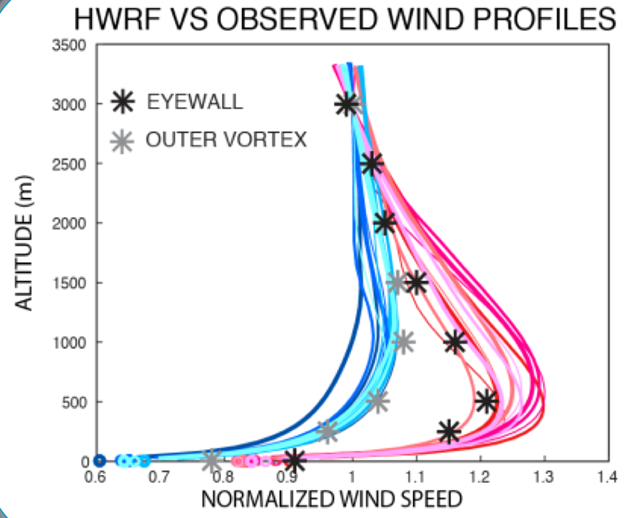 HWRF VS OBSERVED WIND PROFILES
3500
3000
2500
2000
1500
1000
500
0
EYEWALL
OUTER VORTEX
ALTITUDE (m)
0.6 0.7 0.8 0.9 1 1.1 1.2 1.3 1.4
NORMALIZED WIND SPEED